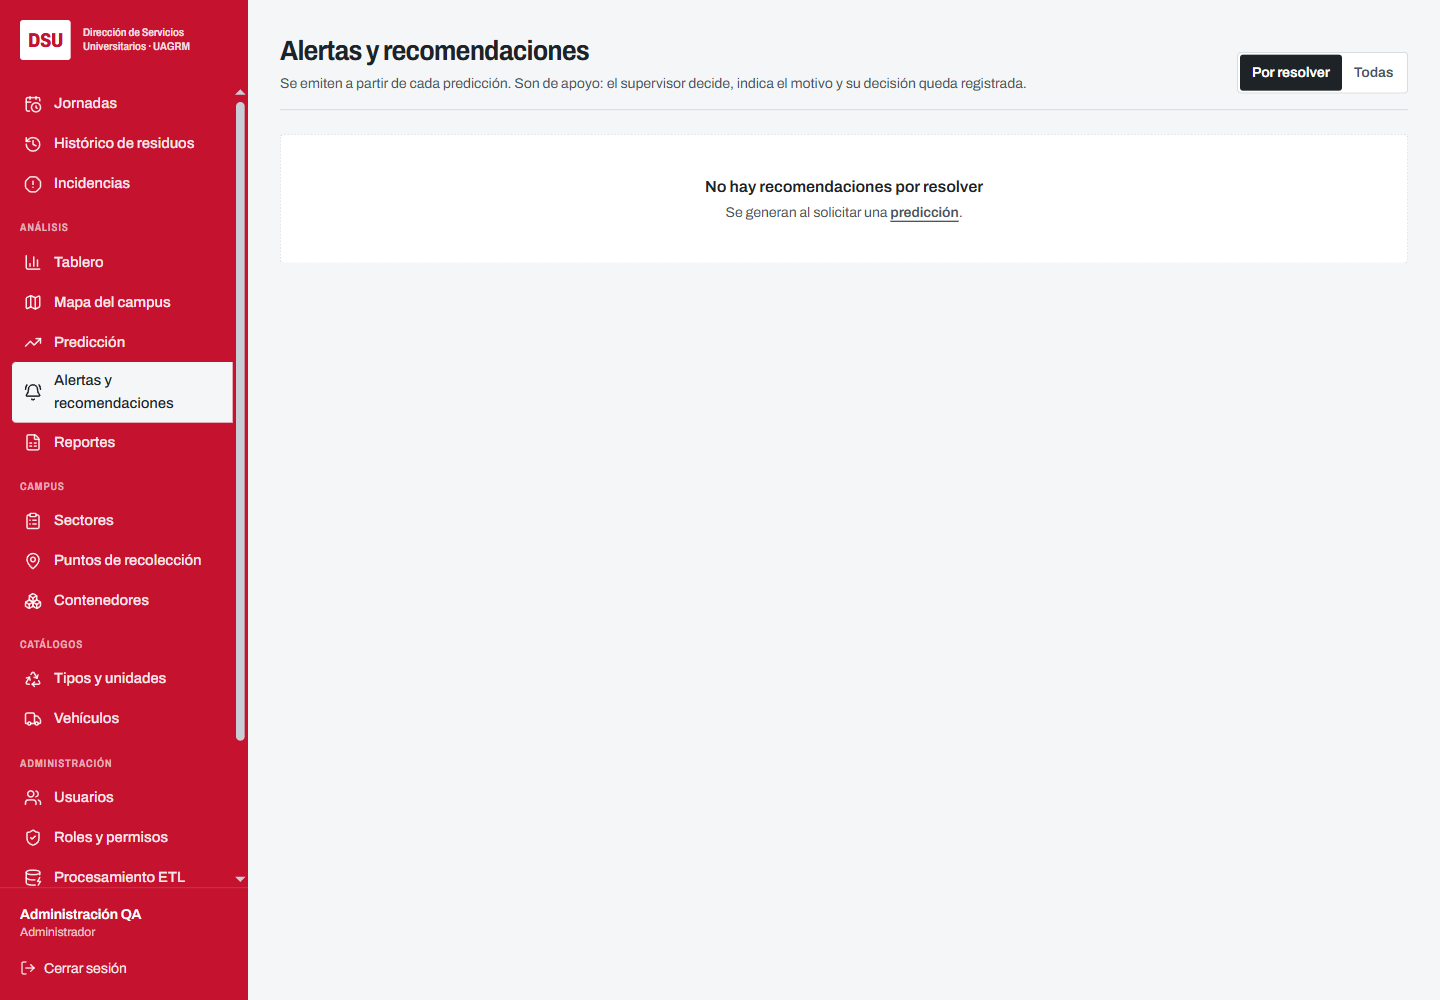 DSU
Dirección de Servicios
Universitarios · UAGRM
Jornadas
Histórico de residuos
Incidencias
ANÁLISIS
Tablero
Mapa del campus
Predicción
Alertas y
recomendaciones
Reportes
CAMPUS
Sectores
Puntos de recolección
Contenedores
CATÁLOGOS
Tipos y unidades
Vehículos
ADMINISTRACIÓN
Usuarios
Roles y permisos
Procesamiento ETL
Administración QA
Administrador
Cerrar sesión
Alertas y recomendaciones
Se emiten a partir de cada predicción. Son de apoyo: el supervisor decide, indica el motivo y su decisión queda registrada.
Por resolver
Todas
No hay recomendaciones por resolver
Se generan al solicitar una predicción.